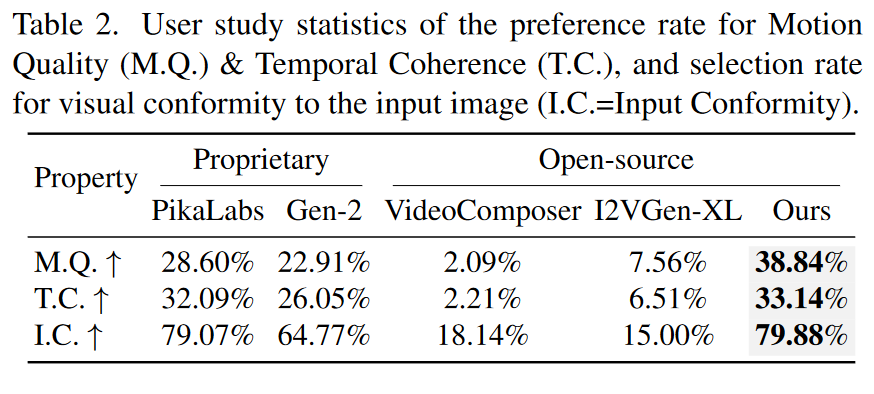 Table 2. User study statistics of the preference rate for Motion
Quality (M.Q.) & Temporal Coherence (T.C.), and selection rate
for visual conformity to the input image (I.C.=Input Conformity).
Property Proprietary Open-source
PikaLabs Gen-2 VideoComposer I2VGen-XL Ours
M.Q. ↑ 28.60% 22.91% 2.09% 7.56% 38.84%
T.C. ↑ 32.09% 26.05% 2.21% 6.51% 33.14%
I.C. ↑ 79.07% 64.77% 18.14% 15.00% 79.88%